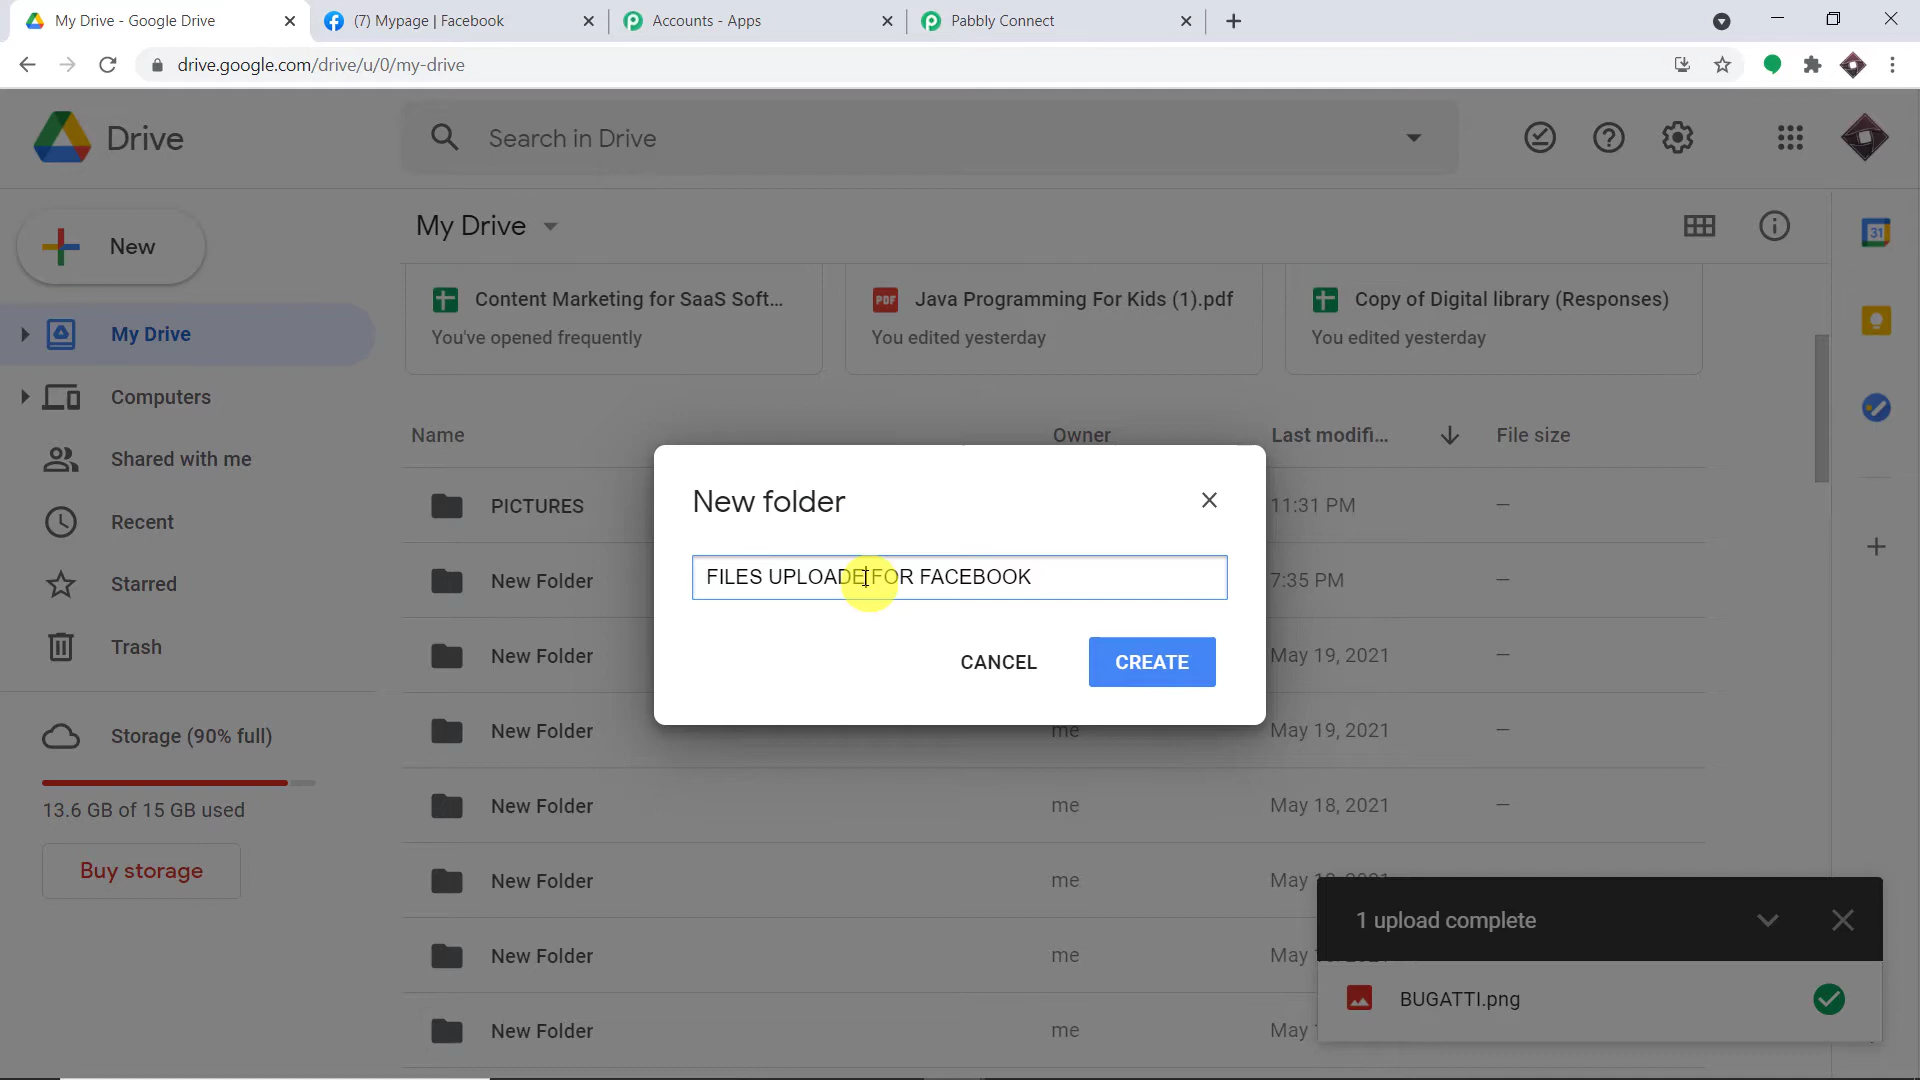 My Drive - Google Drive
(7) Mypage | Facebook
Accounts - Apps
Pabbly Connect
drive.google.com/drive/u/0/my-drive
Drive
Search in Drive
New
My Drive
31
Content Marketing for SaaS Soft...
PDF
Java Programming For Kids (1).pdf
Copy of Digital library (Responses)
You've opened frequently
You edited yesterday
You edited yesterday
My Drive
Computers
Shared with me
Recent
Starred
Trash
Storage (90% full)
13.6 GB of 15 GB used
Buy storage
Name
Owner
Last modifi...
File size
PICTURES
11:31 PM
—
New Folder
7:35 PM
—
New Folder
May 19, 2021
—
New Folder
me
May 19, 2021
—
New Folder
me
May 18, 2021
—
New Folder
me
May
New Folder
me
May
New Folder
me
May
New folder
FILES UPLOADE FOR FACEBOOK
CANCEL
CREATE
1 upload complete
BUGATTI.png